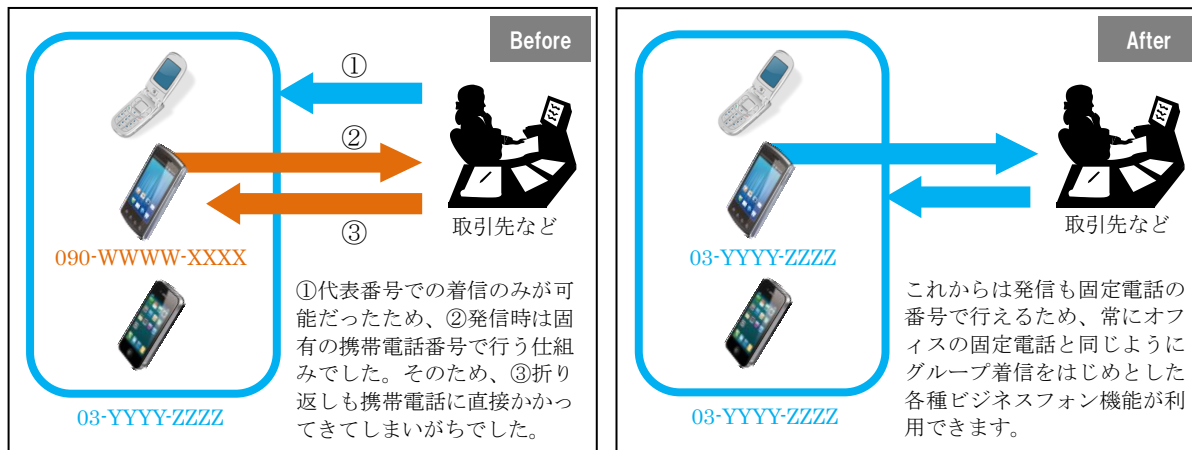 Before
①
②
③
取引先など
090-WWWW-XXXX
①代表番号での着信のみが可
能だったため、②発信時は固
有の携帯電話番号で行う仕組
みでした。そのため、③折り
返しも携帯電話に直接かかっ
てきてしまいがちでした。
03-YYYY-ZZZZ
After
取引先など
03-YYYY-ZZZZ
これからは発信も固定電話の
番号で行えるため、常にオフ
ィスの固定電話と同じように
グループ着信をはじめとした
各種ビジネスフォン機能が利
用できます。
03-YYYY-ZZZZ